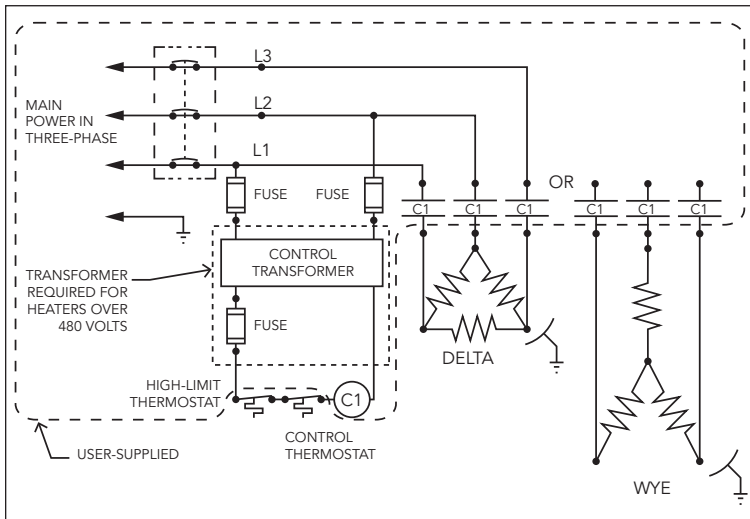 L3
MAIN
POWER IN
THREE-PHASE
L2
L1
FUSE
FUSE
OR
C1
C1
C1
C1
C1
C1
CONTROL
TRANSFORMER
TRANSFORMER
REQUIRED FOR
HEATERS OVER
480 VOLTS
FUSE
DELTA
HIGH-LIMIT
THERMOSTAT
C1
CONTROL
THERMOSTAT
USER-SUPPLIED
WYE